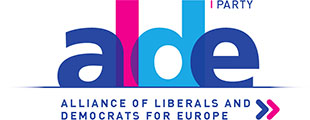 | PARTY
alde
ALLIANCE OF LIBERALS AND
DEMOCRATS FOR EUROPE